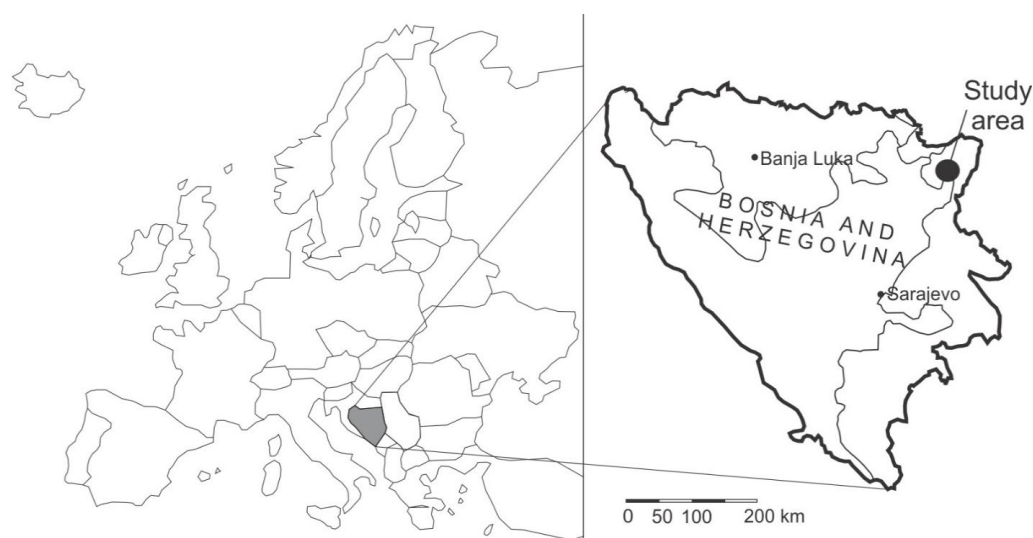 Study
area
Banja Luka
BOSNIA AND
HERZEGOVINA
Sarajevo
0 50 100 200 km